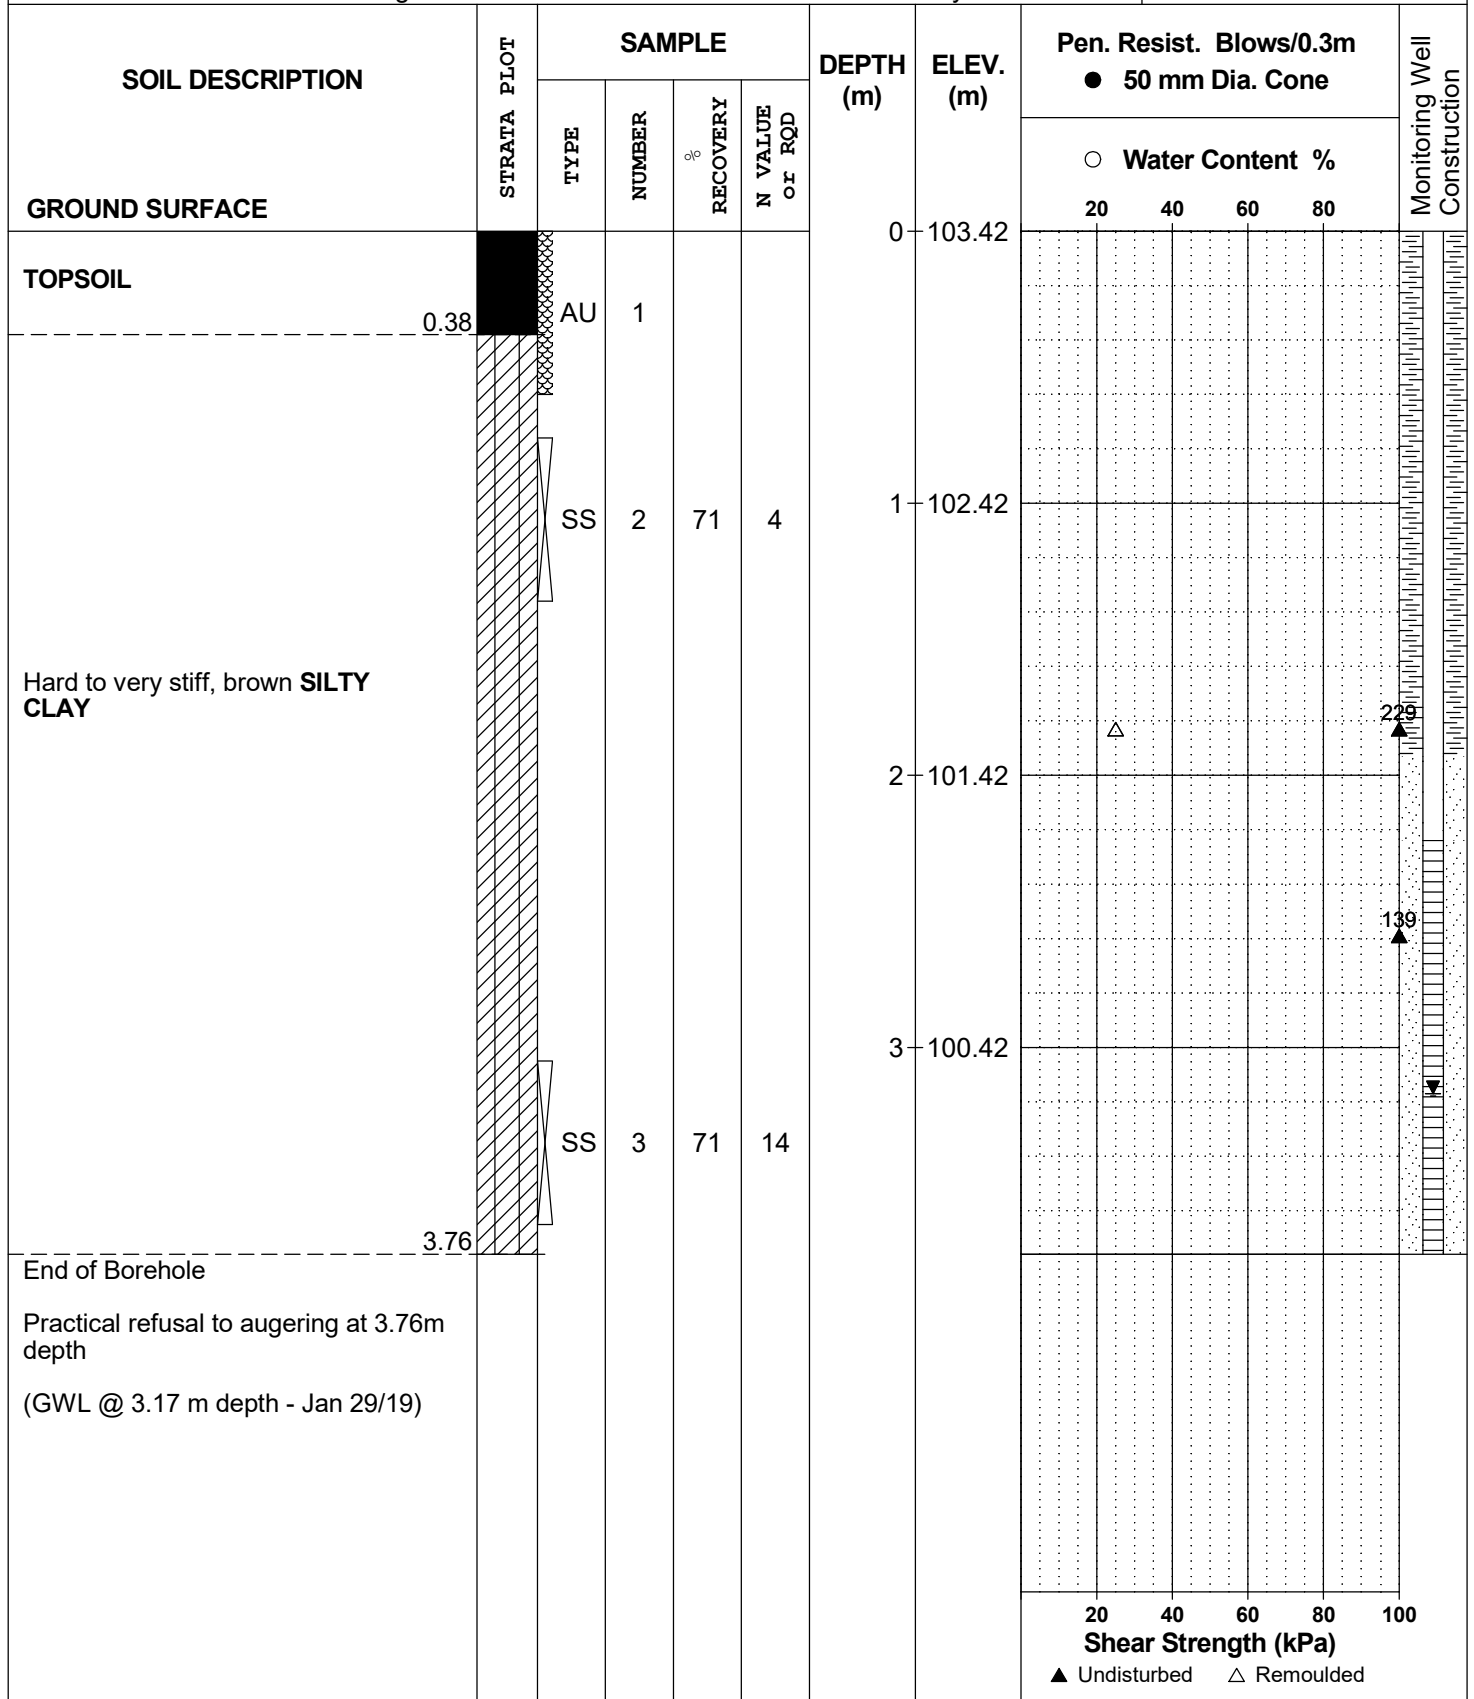 SOIL DESCRIPTION
GROUND SURFACE
STRATA PLOT
SAMPLE
TYPE
NUMBER
%
RECOVERY
N VALUE
or RQD
DEPTH
(m)
ELEV.
(m)
Pen. Resist. Blows/0.3m
● 50 mm Dia. Cone
○ Water Content %
20 40 60 80
Monitoring Well
Construction
0 103.42
TOPSOIL
0.38
AU 1
1 102.42
SS 2 71 4
Hard to very stiff, brown SILTY
CLAY
229
2 101.42
139
3 100.42
SS 3 71 14
3.76
End of Borehole
Practical refusal to augering at 3.76m
depth
(GWL @ 3.17 m depth - Jan 29/19)
20 40 60 80 100
Shear Strength (kPa)
▲ Undisturbed △ Remoulded